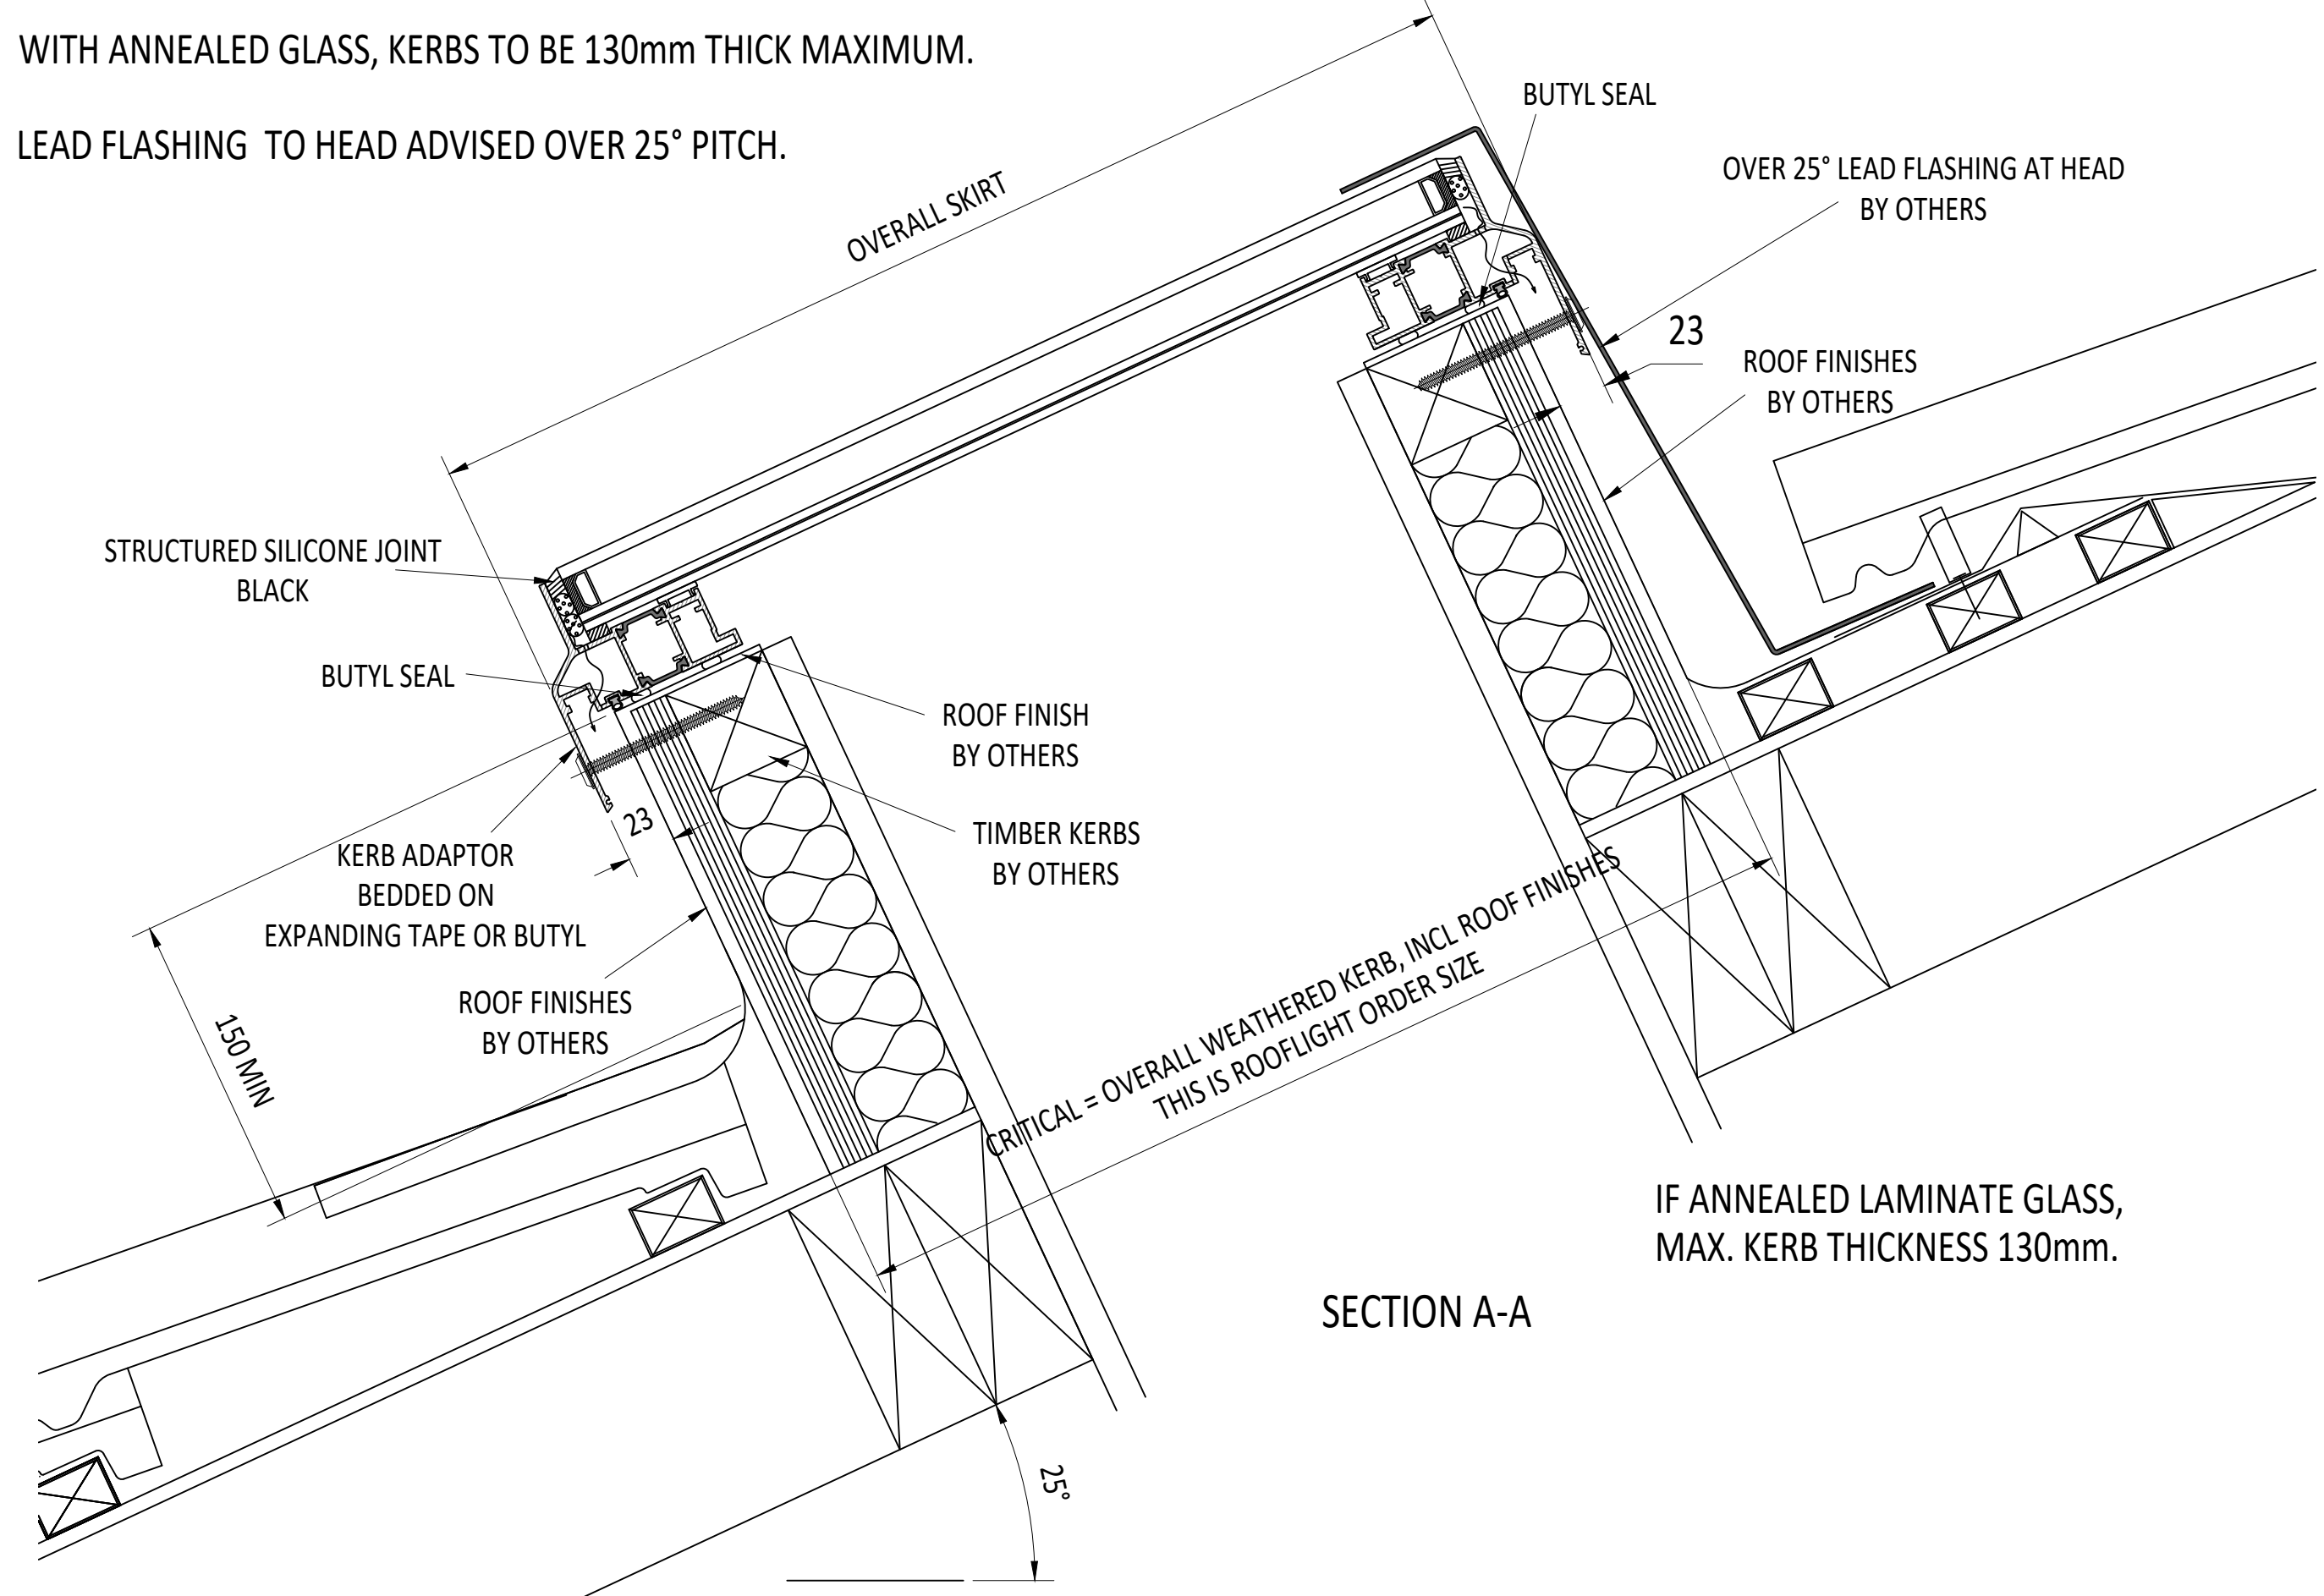 WITH ANNEALED GLASS, KERBS TO BE 130mm THICK MAXIMUM.
LEAD FLASHING TO HEAD ADVISED OVER 25° PITCH.
BUTYL SEAL
OVER 25° LEAD FLASHING AT HEAD
BY OTHERS
OVERALL SKIRT
23
ROOF FINISHES
BY OTHERS
STRUCTURED SILICONE JOINT
BLACK
BUTYL SEAL
ROOF FINISH
BY OTHERS
23
TIMBER KERBS
BY OTHERS
KERB ADAPTOR
BEDDED ON
EXPANDING TAPE OR BUTYL
ROOF FINISHES
BY OTHERS
150 MIN
CRITICAL = OVERALL WEATHERED KERB, INCL ROOF FINISHES
THIS IS ROOFLIGHT ORDER SIZE
IF ANNEALED LAMINATE GLASS,
MAX. KERB THICKNESS 130mm.
SECTION A-A
25°